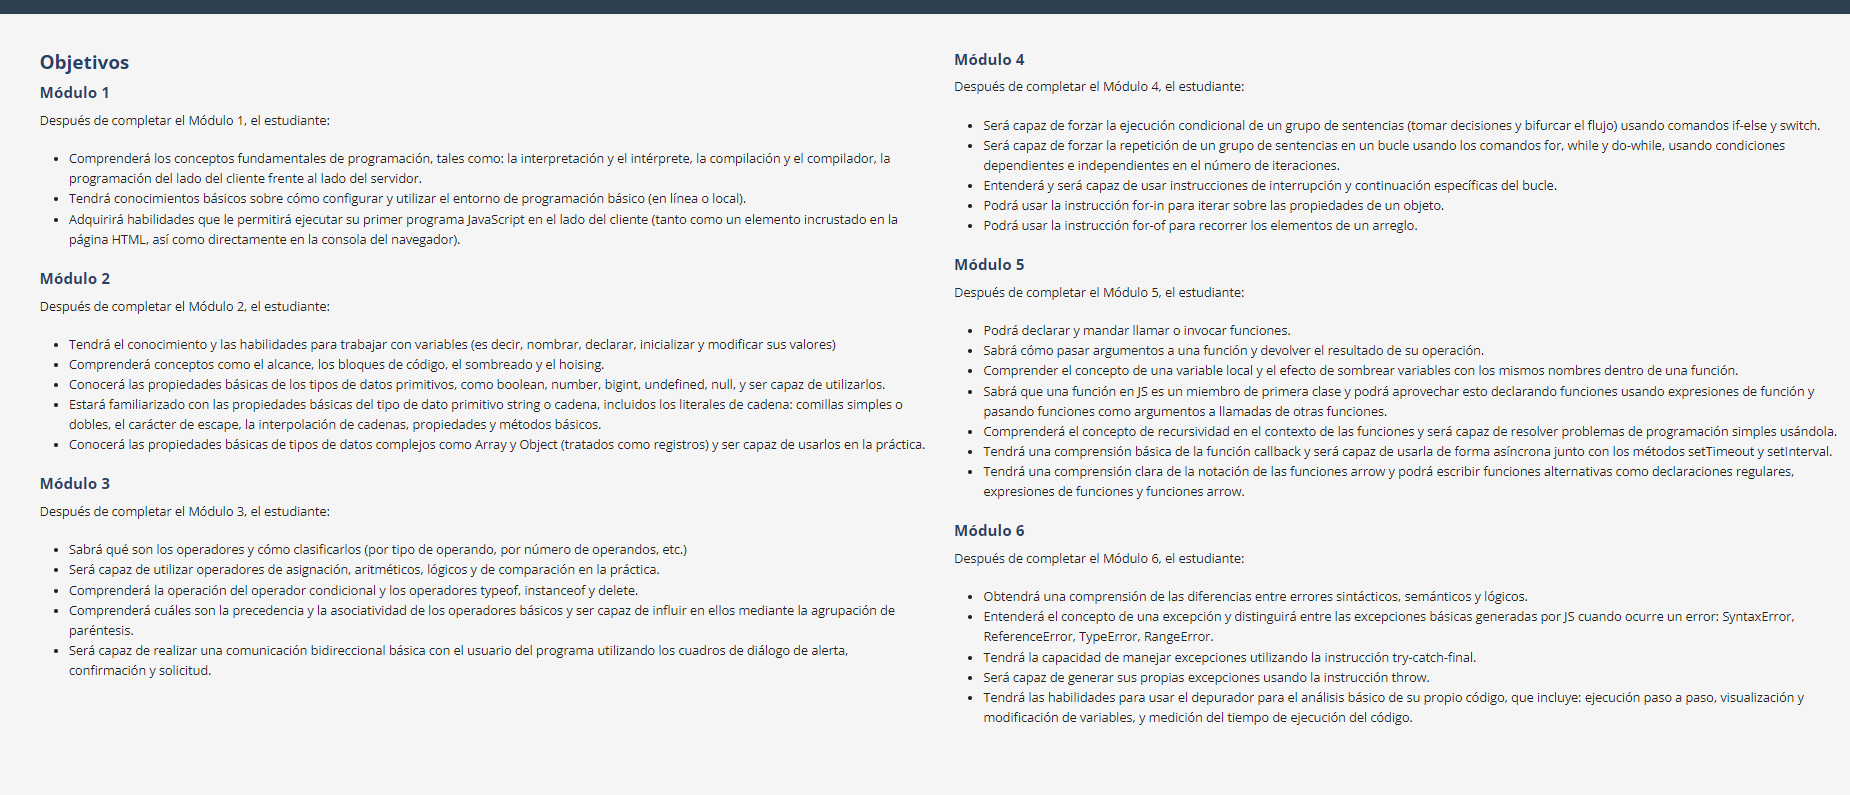 Objetivos
Módulo 1
Después de completar el Módulo 1, el estudiante:
• Comprenderá los conceptos fundamentales de programación, tales como: la interpretación y el intérprete, la compilación y el compilador, la
programación del lado del cliente frente al lado del servidor.
• Tendrá conocimientos básicos sobre cómo configurar y utilizar el entorno de programación básico (en línea o local).
• Adquirirá habilidades que le permitirá ejecutar su primer programa JavaScript en el lado del cliente (tanto como un elemento incrustado en la
página HTML, así como directamente en la consola del navegador).
Módulo 2
Después de completar el Módulo 2, el estudiante:
• Tendrá el conocimiento y las habilidades para trabajar con variables (es decir, nombrar, declarar, inicializar y modificar sus valores)
• Comprenderá conceptos como el alcance, los bloques de código, el sombreado y el hoising.
• Conocerá las propiedades básicas de los tipos de datos primitivos, como boolean, number, bigint, undefined, null, y ser capaz de utilizarlos.
• Estará familiarizado con las propiedades básicas del tipo de dato primitivo string o cadena, incluidos los literales de cadena: comillas simples o
dobles, el carácter de escape, la interpolación de cadenas, propiedades y métodos básicos.
• Conocerá las propiedades básicas de tipos de datos complejos como Array y Object (tratados como registros) y ser capaz de usarlos en la práctica.
Módulo 3
Después de completar el Módulo 3, el estudiante:
• Sabrá qué son los operadores y cómo clasificarlos (por tipo de operando, por número de operandos, etc.)
• Será capaz de utilizar operadores de asignación, aritméticos, lógicos y de comparación en la práctica.
• Comprenderá la operación del operador condicional y los operadores typeof, instanceof y delete.
• Comprenderá cuáles son la precedencia y la asociatividad de los operadores básicos y ser capaz de influir en ellos mediante la agrupación de
paréntesis.
• Será capaz de realizar una comunicación bidireccional básica con el usuario del programa utilizando los cuadros de diálogo de alerta,
confirmación y solicitud.
Módulo 4
Después de completar el Módulo 4, el estudiante:
• Será capaz de forzar la ejecución condicional de un grupo de sentencias (tomar decisiones y bifurcar el flujo) usando comandos if-else y switch.
• Será capaz de forzar la repetición de un grupo de sentencias en un bucle usando los comandos for, while y do-while, usando condiciones
dependientes e independientes en el número de iteraciones.
• Entenderá y será capaz de usar instrucciones de interrupción y continuación específicas del bucle.
• Podrá usar la instrucción for-in para iterar sobre las propiedades de un objeto.
• Podrá usar la instrucción for-of para recorrer los elementos de un arreglo.
Módulo 5
Después de completar el Módulo 5, el estudiante:
• Podrá declarar y mandar llamar o invocar funciones.
• Sabrá cómo pasar argumentos a una función y devolver el resultado de su operación.
• Comprender el concepto de una variable local y el efecto de sombrear variables con los mismos nombres dentro de una función.
• Sabrá que una función en JS es un miembro de primera clase y podrá aprovechar esto declarando funciones usando expresiones de función y
pasando funciones como argumentos a llamadas de otras funciones.
• Comprenderá el concepto de recursividad en el contexto de las funciones y será capaz de resolver problemas de programación simples usándola.
• Tendrá una comprensión básica de la función callback y será capaz de usarla de forma asíncrona junto con los métodos setTimeout y setInterval.
• Tendrá una comprensión clara de la notación de las funciones arrow y podrá escribir funciones alternativas como declaraciones regulares,
expresiones de funciones y funciones arrow.
Módulo 6
Después de completar el Módulo 6, el estudiante:
• Obtendrá una comprensión de las diferencias entre errores sintácticos, semánticos y lógicos.
• Entenderá el concepto de una excepción y distinguirá entre las excepciones básicas generadas por JS cuando ocurre un error: SyntaxError,
ReferenceError, TypeError, RangeError.
• Tendrá la capacidad de manejar excepciones utilizando la instrucción try-catch-final.
• Será capaz de generar sus propias excepciones usando la instrucción throw.
• Tendrá las habilidades para usar el depurador para el análisis básico de su propio código, que incluye: ejecución paso a paso, visualización y
modificación de variables, y medición del tiempo de ejecución del código.